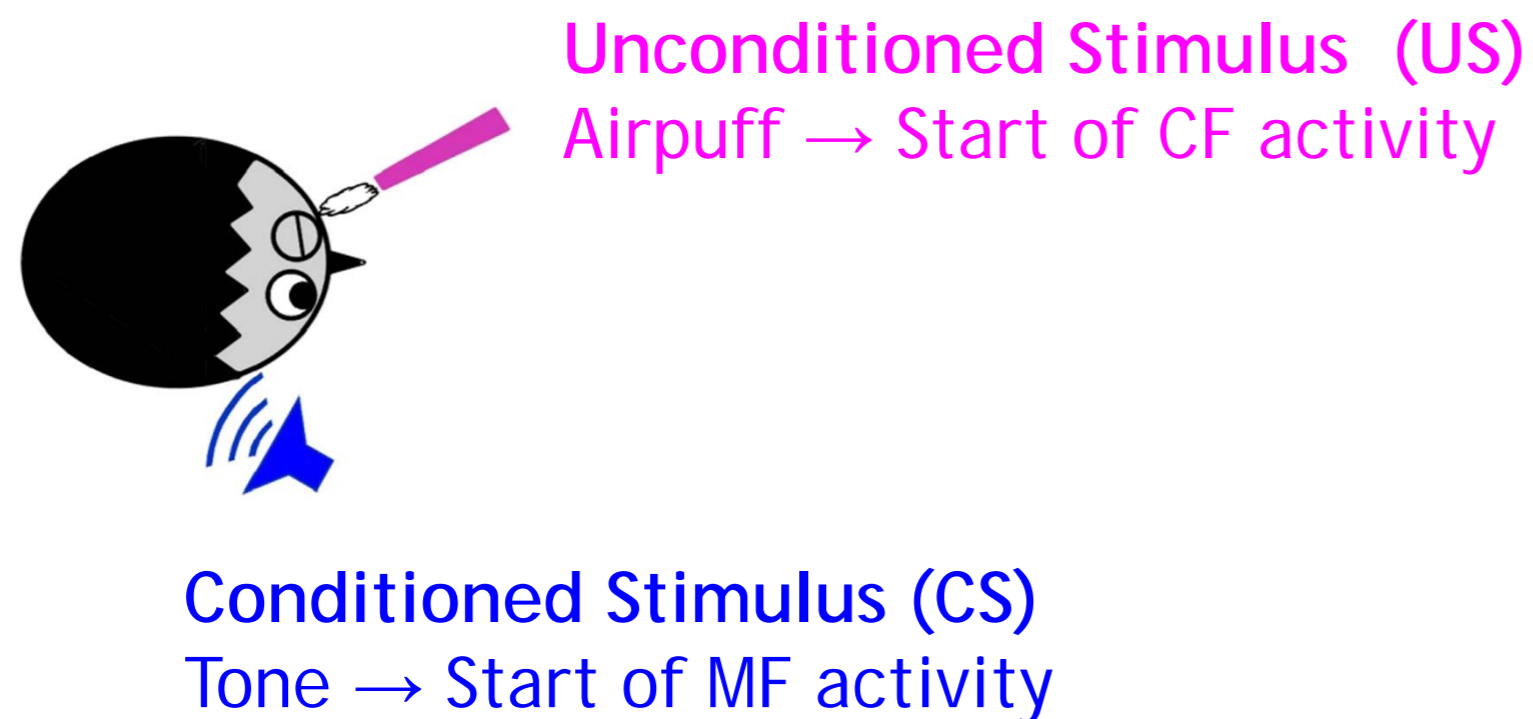 Unconditioned Stimulus (US)
Airpuff → Start of CF activity
Conditioned Stimulus (CS)
Tone → Start of MF activity